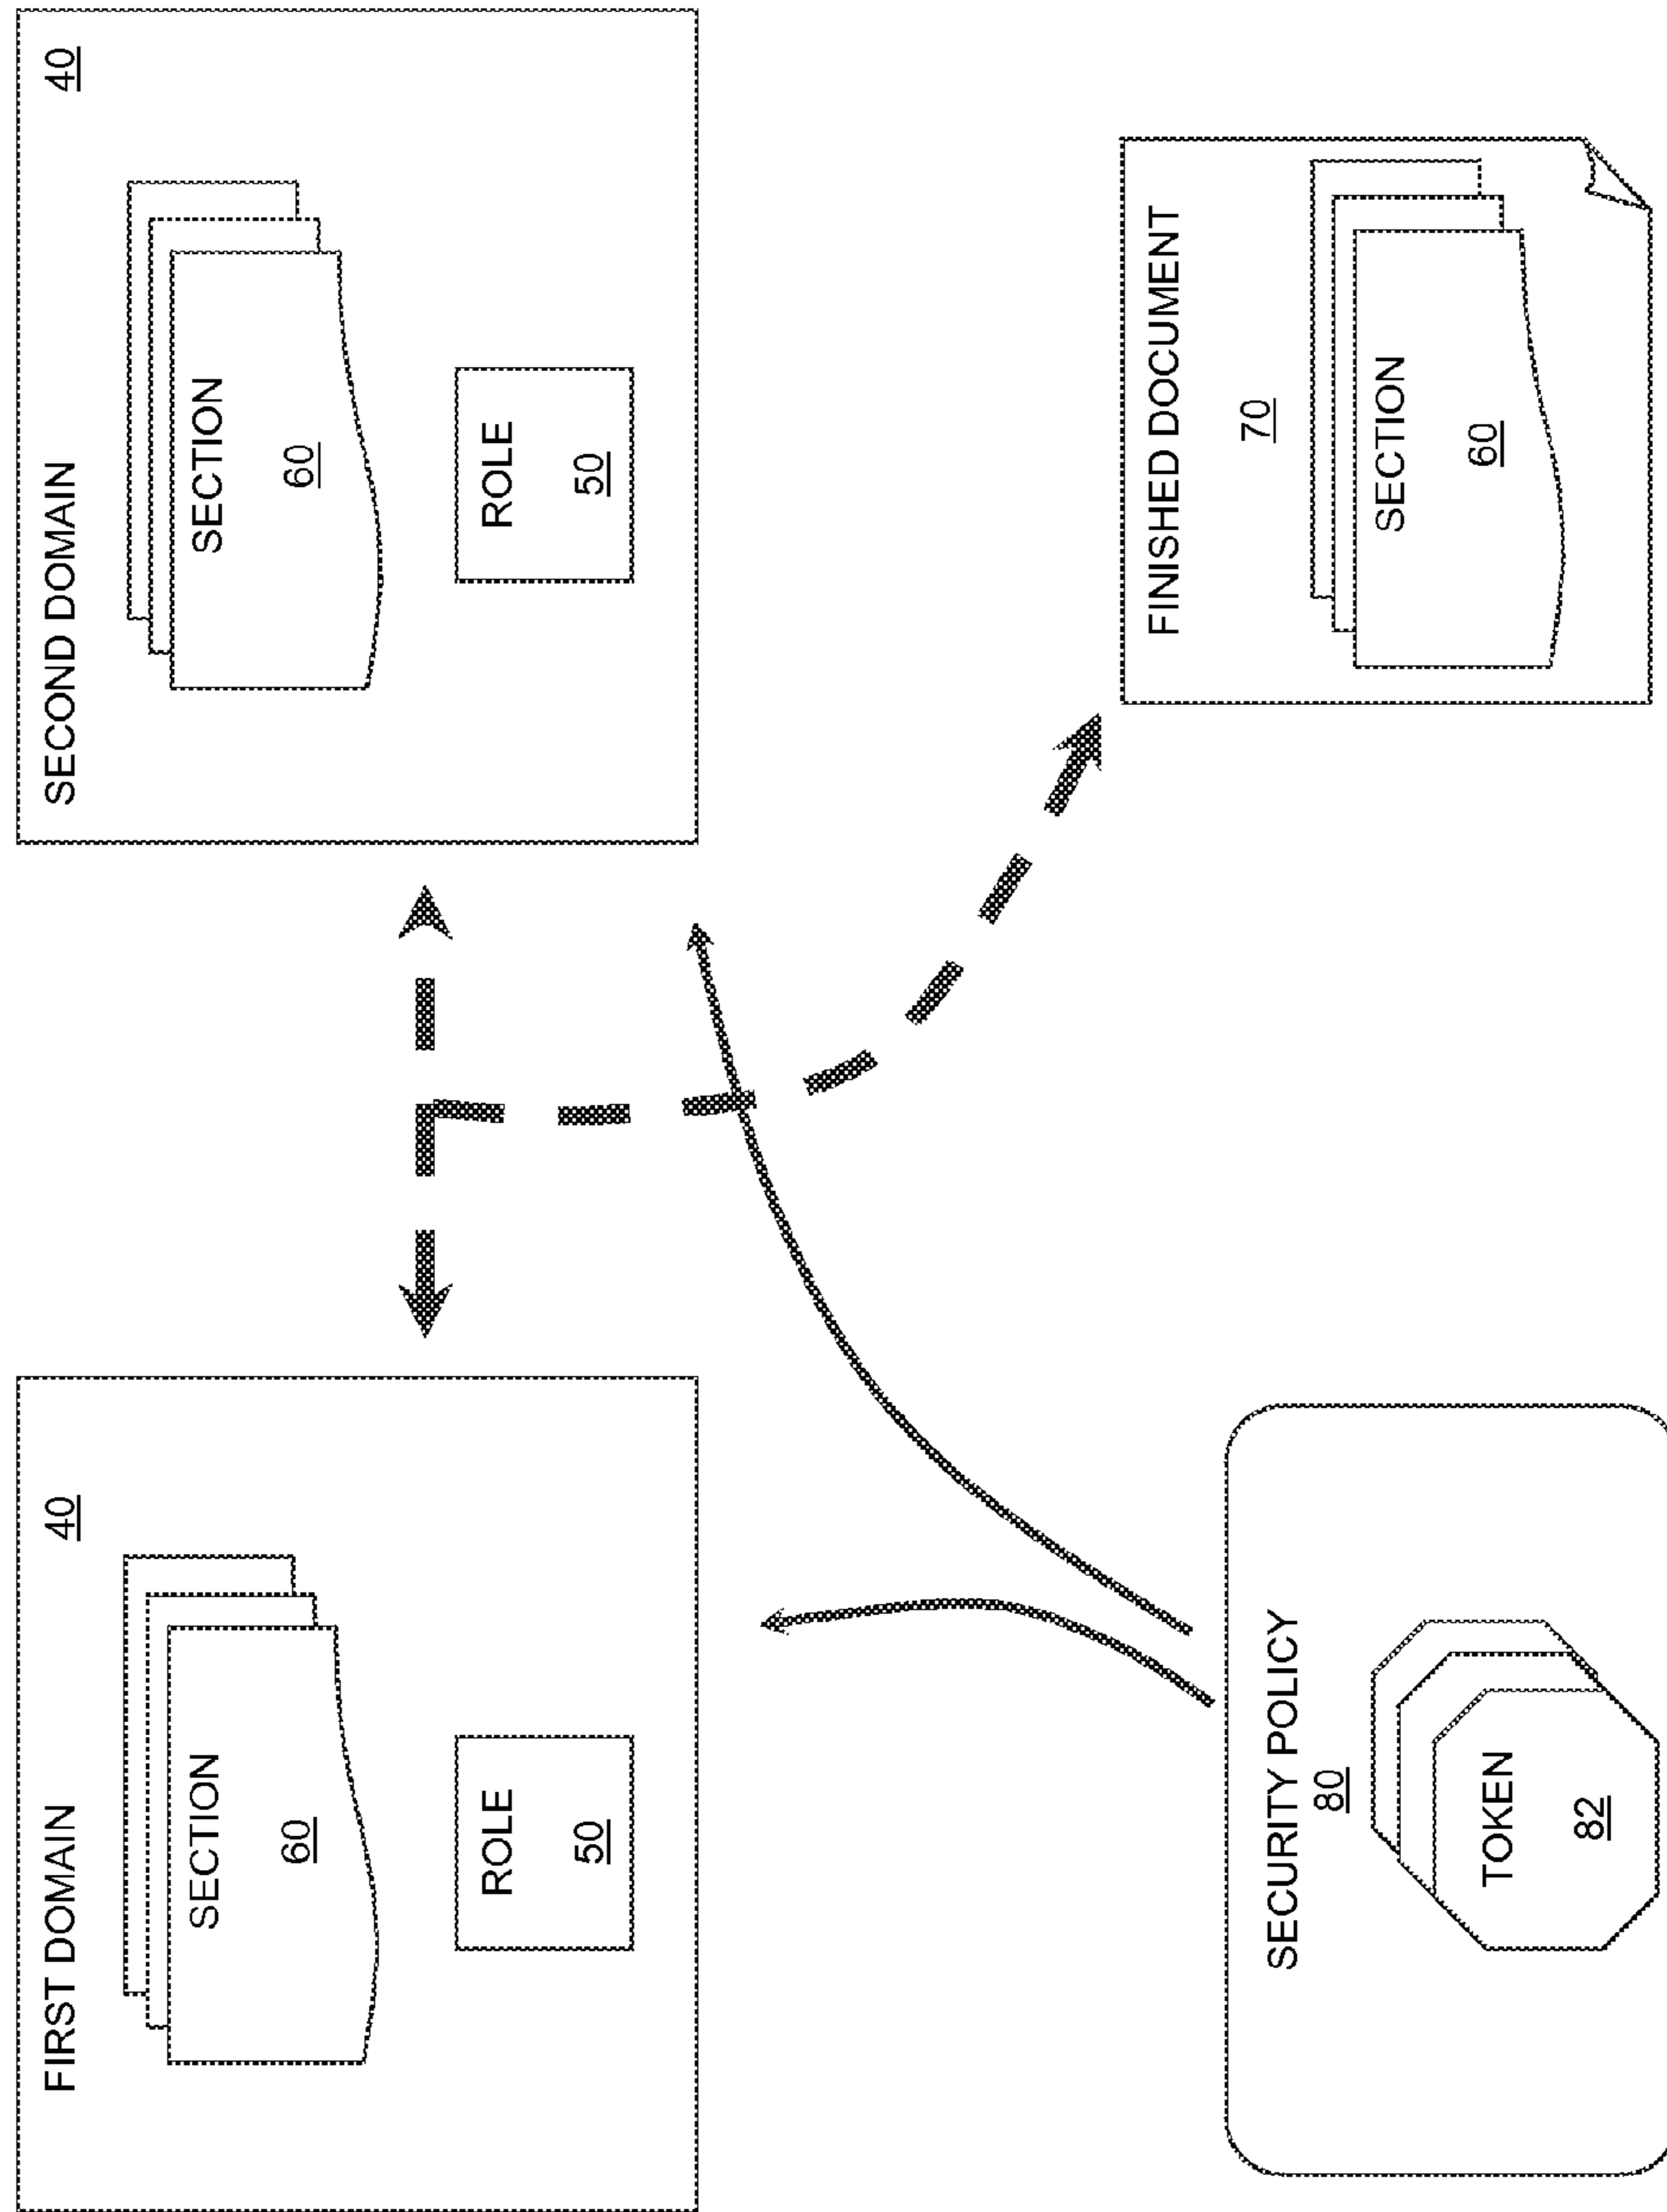 FIRST DOMAIN
40
SECTION
60
ROLE
50
SECOND DOMAIN
40
SECTION
60
ROLE
50
SECURITY POLICY
80
TOKEN
82
FINISHED DOCUMENT
70
SECTION
60